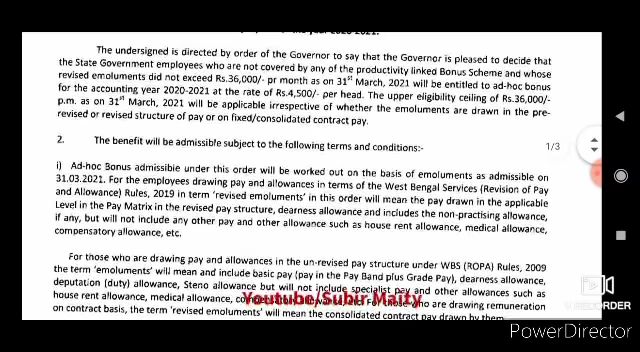 The undersigned is directed by order of the Governor to say that the Governor is pleased to decide that
the State Government employees who are not covered by any of the productivity linked Bonus Scheme and whose
revised emoluments did not exceed Rs.36,000/- pr month as on 31st March, 2021 will be entitled to ad-hoc bonus
for the accounting year 2020-2021 at the rate of Rs.4,500/- per head. The upper eligibility ceiling of Rs.36,000/-
p.m. as on 31st March, 2021 will be applicable irrespective of whether the emoluments are drawn in the pre-
revised or revised structure of pay or on fixed/consolidated contract pay.
2. The benefit will be admissible subject to the following terms and conditions:-
1/3
i) Ad-hoc Bonus admissible under this order will be worked out on the basis of emoluments as admissible on
31.03.2021. For the employees drawing pay and allowances in terms of the West Bengal Services (Revision of Pay
and Allowance) Rules, 2019 in term 'revised emoluments' in this order will mean the pay drawn in the applicable
Level in the Pay Matrix in the revised pay structure, dearness allowance and includes the non-practising allowance,
if any, but will not include any other pay and other allowance such as house rent allowance, medical allowance,
compensatory allowance, etc.
For those who are drawing pay and allowances in the un-revised pay structure under WBS (ROPA) Rules, 2009
the term 'emoluments' will mean and include basic pay (pay in the Pay Band plus Grade Pay), dearness allowance,
deputation (duty) allowance, Steno allowance but will not include specialist pay and other allowances such as
house rent allowance, medical allowance, who are drawing remuneration
Youtube/Subir Maity
on contract basis, the term 'revised emoluments' will mean the consolidated contract pay drawn by them
RDER
PowerDirector